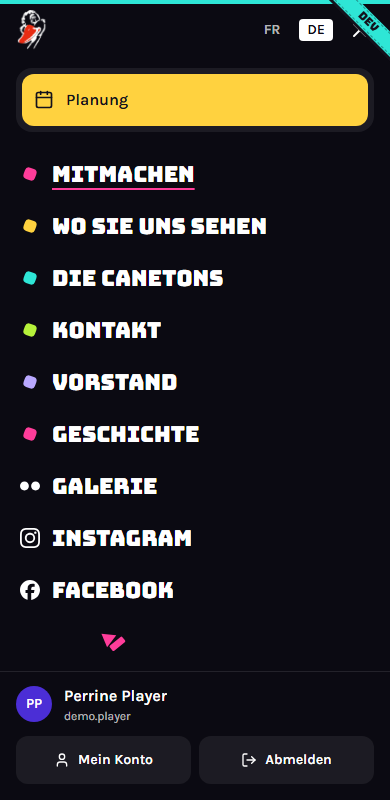 DEV
FR
DE
Planung
MITMACHEN
WO SIE UNS SEHEN
DIE CANETONS
KONTAKT
VORSTAND
GESCHICHTE
GALERIE
INSTAGRAM
FACEBOOK
PP
Perrine Player
demo.player
Mein Konto
Abmelden